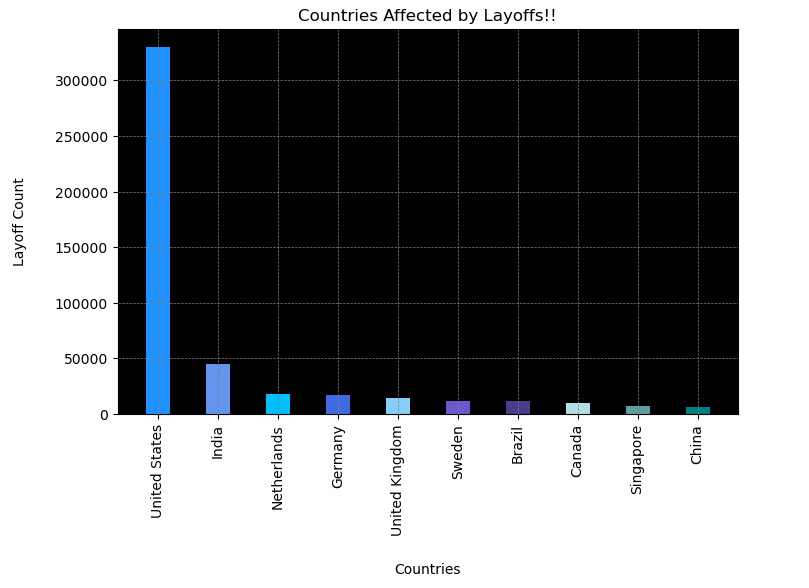 Countries Affected by Layoffs!!
Layoff Count
300000
250000
200000
150000
100000
50000
0
United States
India
Netherlands
Germany
United Kingdom
Sweden
Brazil
Canada
Singapore
China
Countries